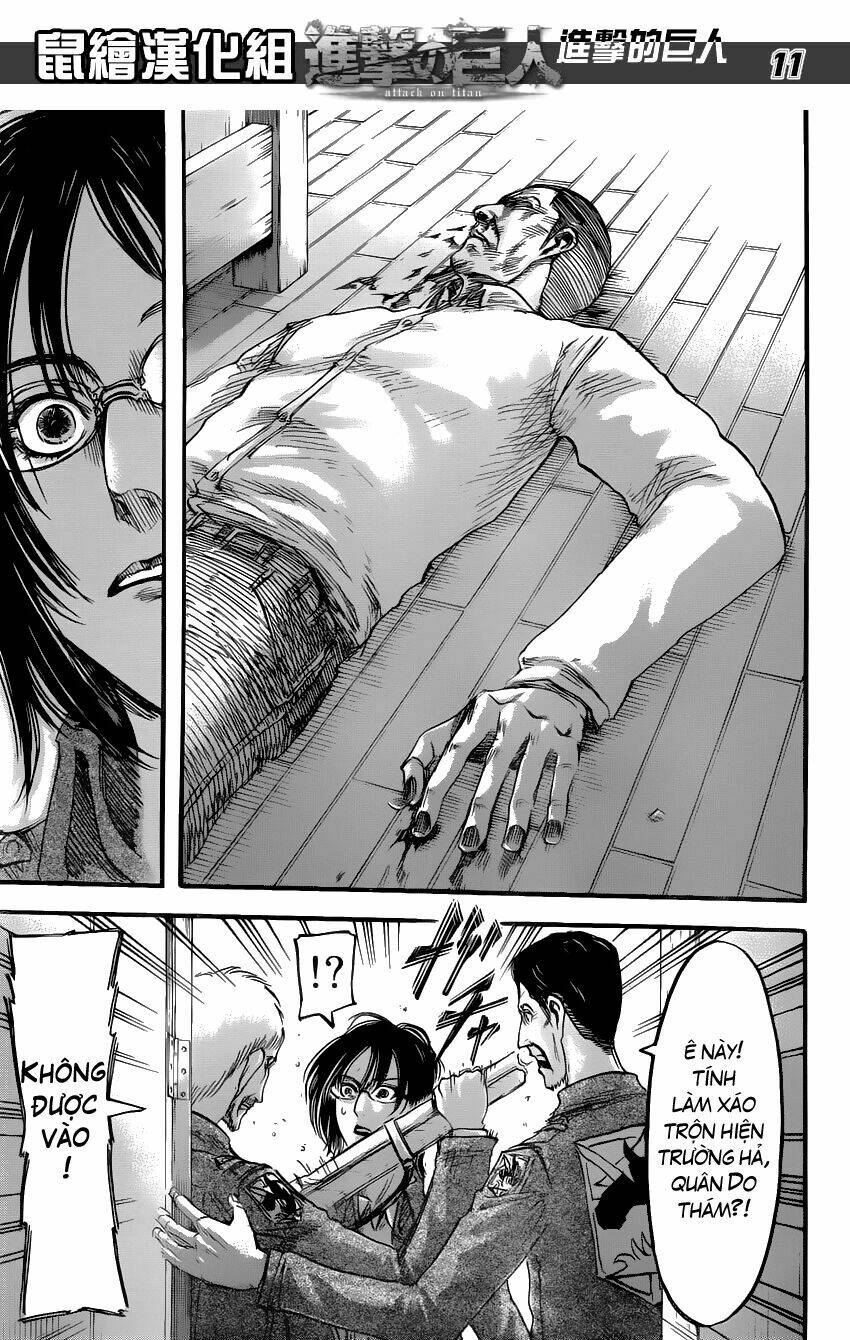 鼠繪漢化組 進撃の巨人 進擊的巨人 11
attack on titan
!?
Ê NÀY!
TÍNH
LÀM XÁO
TRỘN HIỆN
TRƯỜNG HẢ,
QUÂN DO
THÁM?!
KHÔNG
ĐƯỢC
VÀO
!